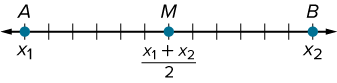 A M B
x₁ (x₁ + x₂)/2 x₂